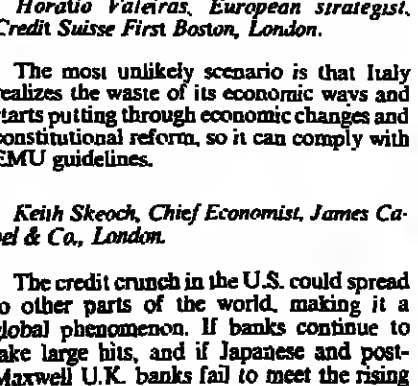 Horatio Valeiras, European strategist,
Credit Suisse First Boston, London.
The most unlikely scenario is that Italy
realizes the waste of its economic ways and
tarts putting through economic changes and
onstitutional reform, so it can comply with
EMU guidelines.
Keith Skeoch, Chief Economist, James Ca-
pel & Co., London.
The credit crunch in the U.S. could spread
o other parts of the world, making it a
global phenomenon. If banks continue to
ake large hits, and if Japanese and post-
Maxwell U.K. banks fail to meet the rising